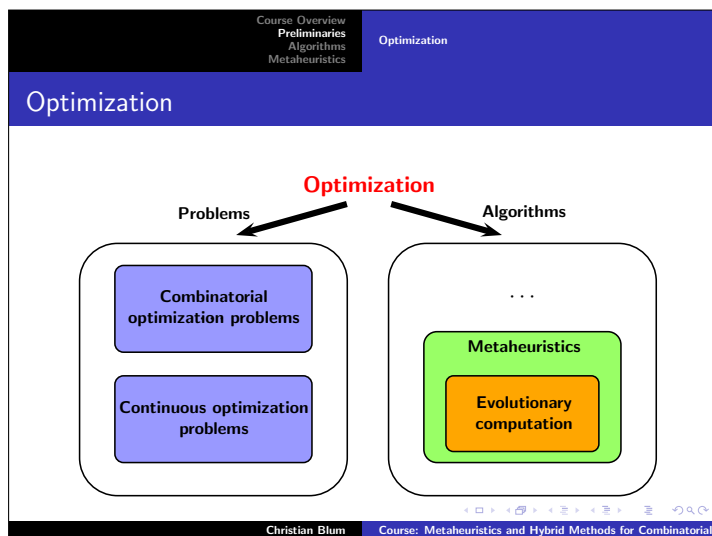 Course Overview
Preliminaries
Algorithms
Metaheuristics
Optimization
Optimization
Optimization
Problems
Algorithms
Combinatorial
optimization problems
Continuous optimization
problems
. . .
Metaheuristics
Evolutionary
computation
Christian Blum
Course: Metaheuristics and Hybrid Methods for Combinatorial